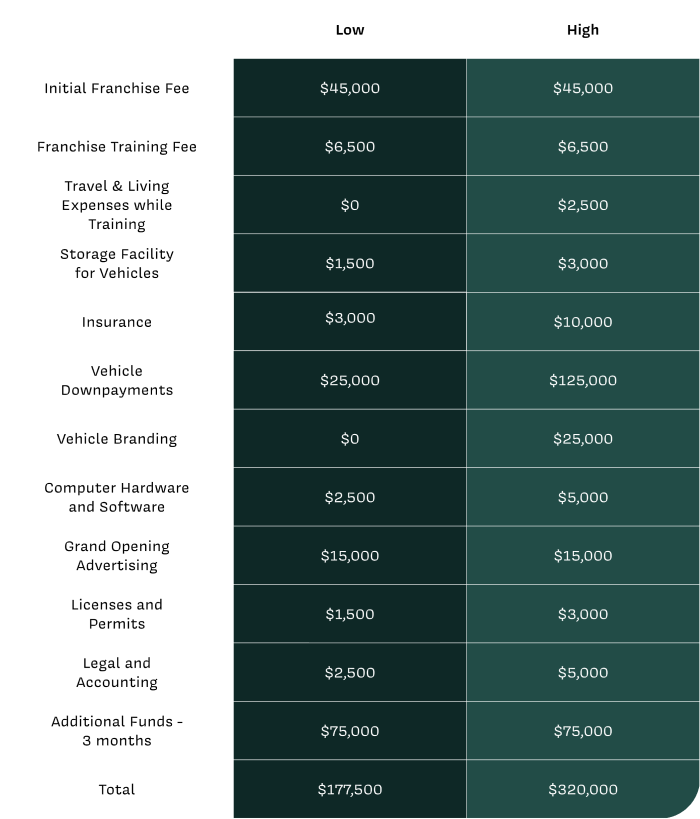 Low High
Initial Franchise Fee $45,000 $45,000
Franchise Training Fee $6,500 $6,500
Travel & Living
Expenses while $0 $2,500
Training
Storage Facility
for Vehicles $1,500 $3,000
Insurance $3,000 $10,000
Vehicle
Downpayments $25,000 $125,000
Vehicle Branding $0 $25,000
Computer Hardware
and Software $2,500 $5,000
Grand Opening
Advertising $15,000 $15,000
Licenses and
Permits $1,500 $3,000
Legal and
Accounting $2,500 $5,000
Additional Funds -
3 months $75,000 $75,000
Total $177,500 $320,000